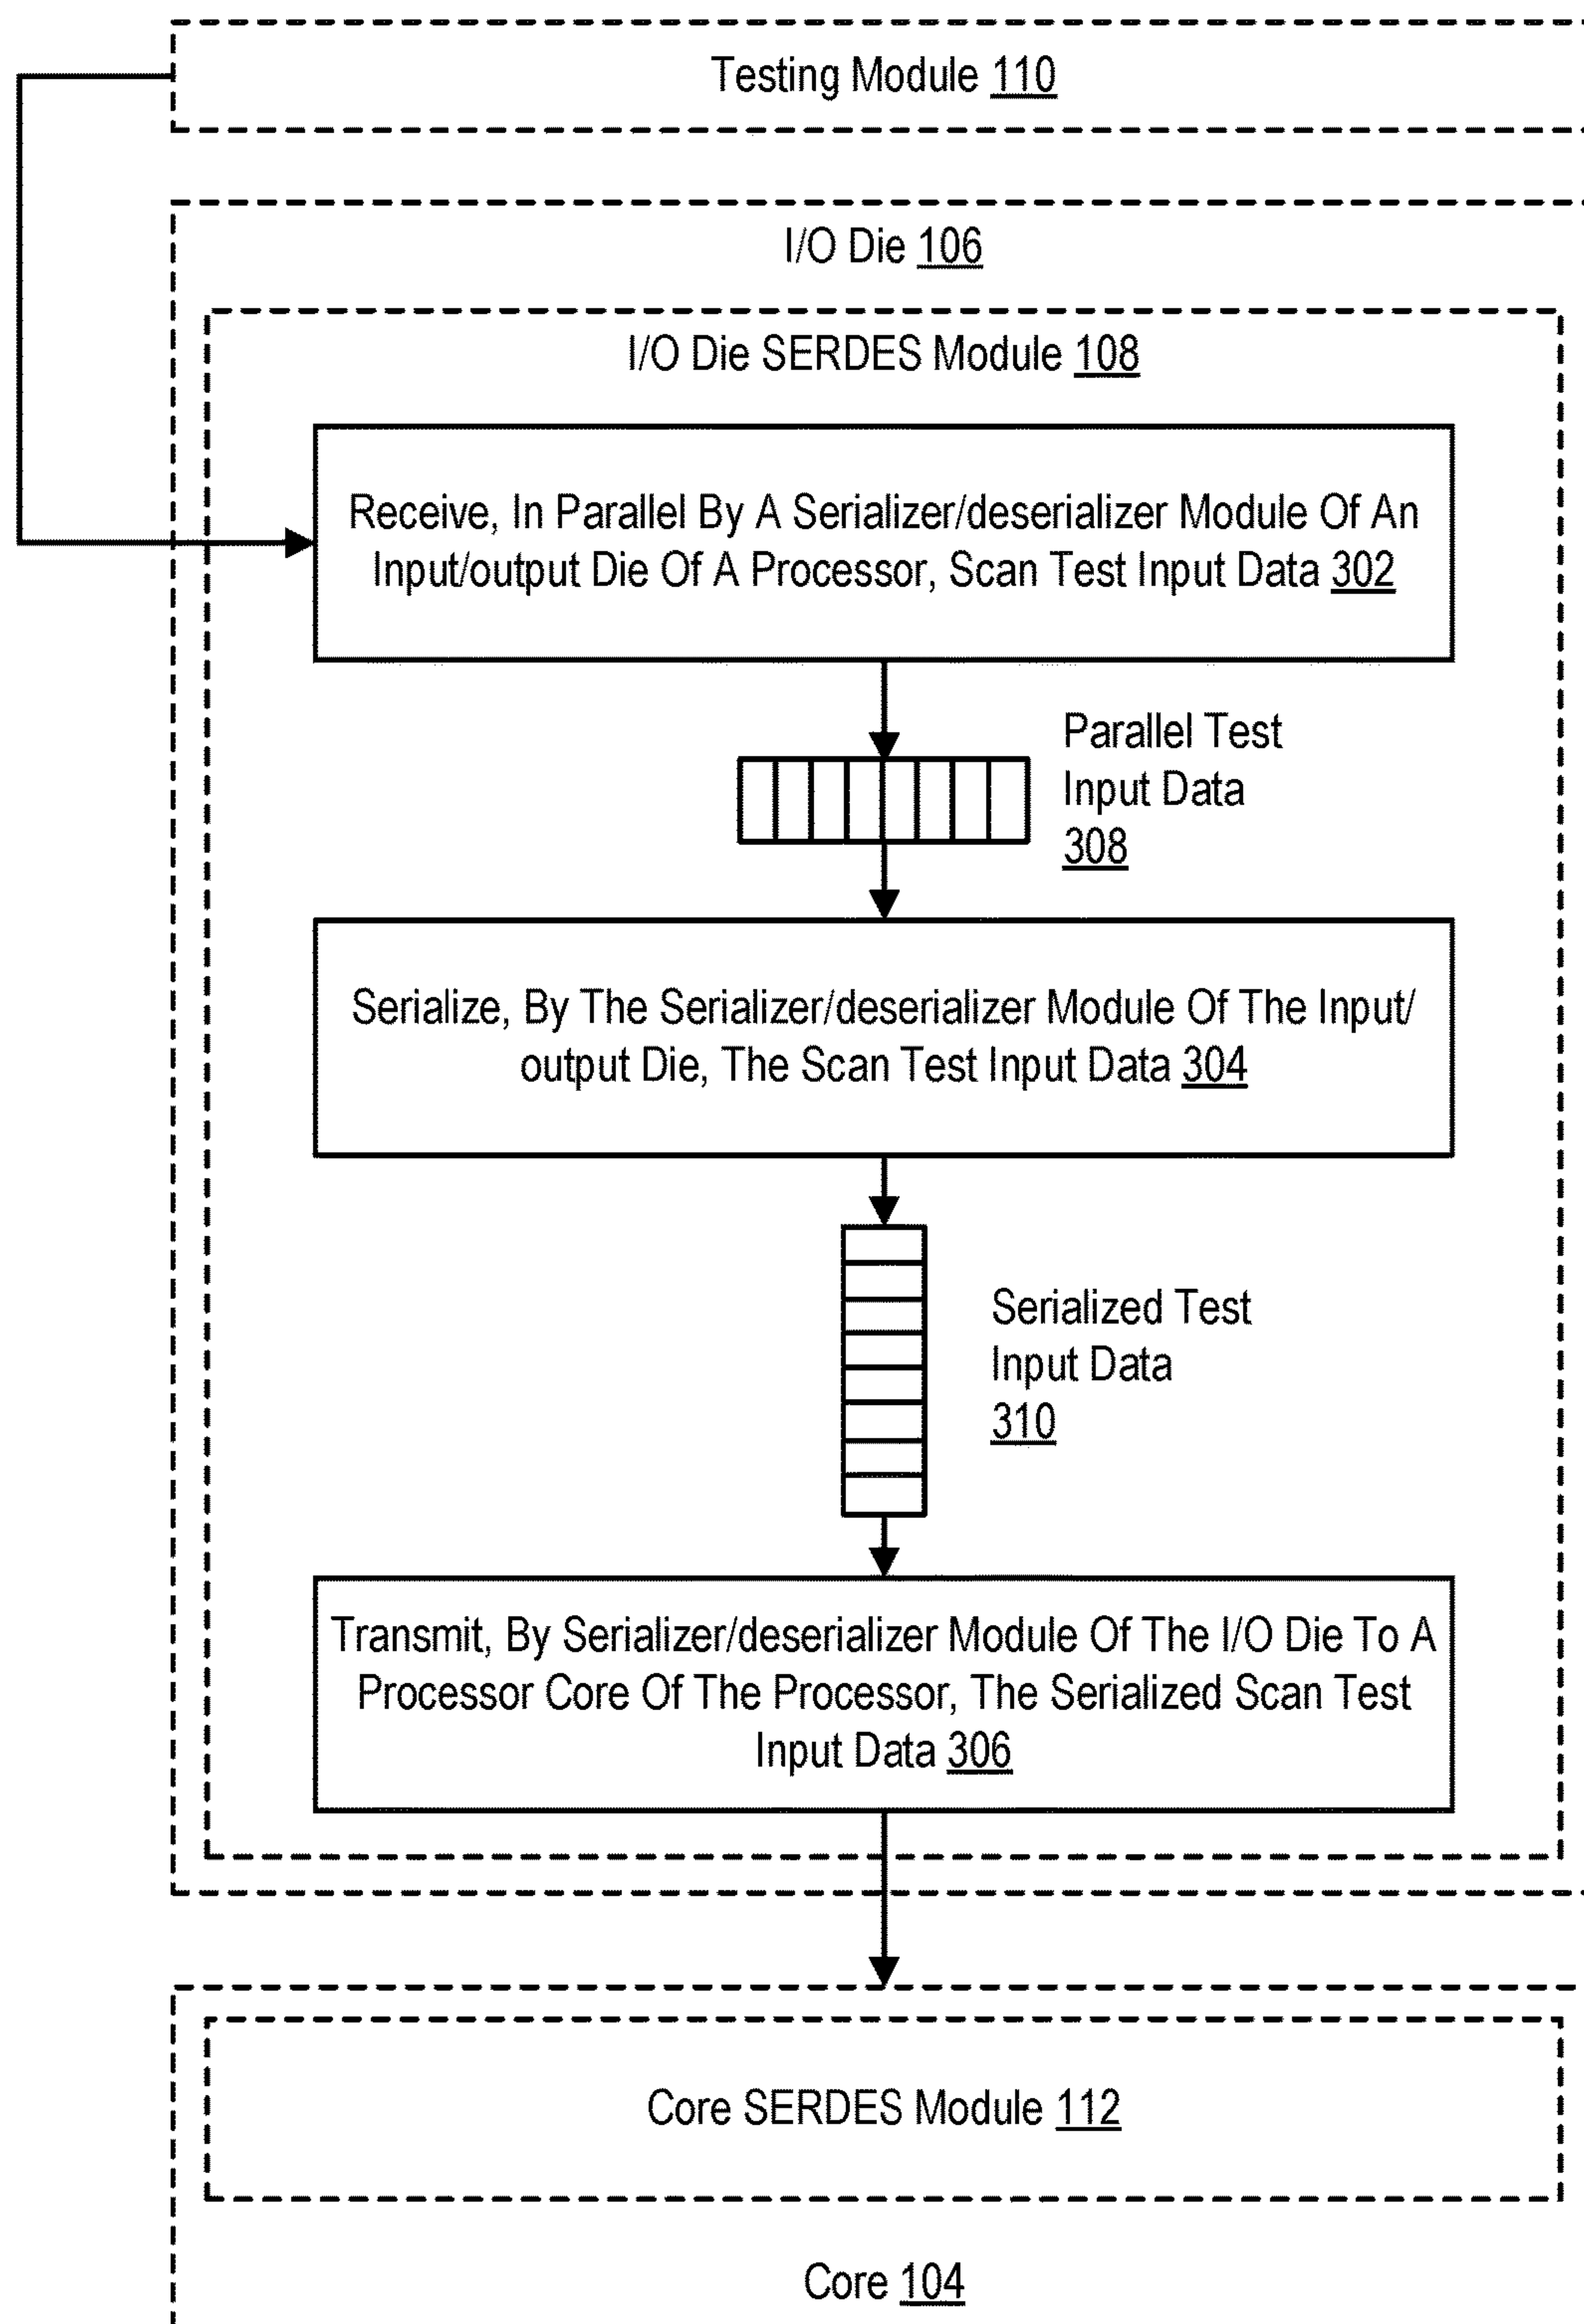 Testing Module 110
I/O Die 106
I/O Die SERDES Module 108
Receive, In Parallel By A Serializer/deserializer Module Of An
Input/output Die Of A Processor, Scan Test Input Data 302
Parallel Test
Input Data
308
Serialize, By The Serializer/deserializer Module Of The Input/
output Die, The Scan Test Input Data 304
Serialized Test
Input Data
310
Transmit, By Serializer/deserializer Module Of The I/O Die To A
Processor Core Of The Processor, The Serialized Scan Test
Input Data 306
Core SERDES Module 112
Core 104